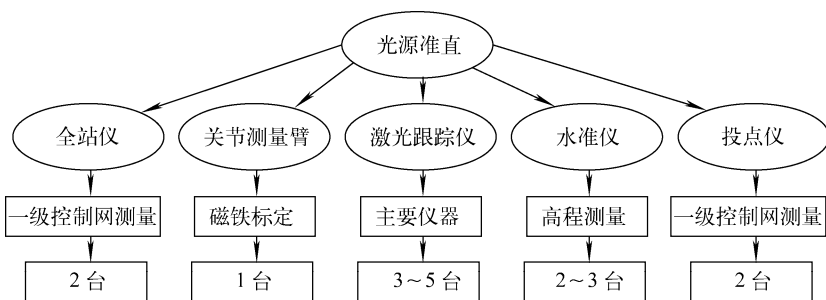 光源准直
全站仪
关节测量臂
激光跟踪仪
水准仪
投点仪
一级控制网测量
磁铁标定
主要仪器
高程测量
一级控制网测量
2台
1台
3~5台
2~3台
2台